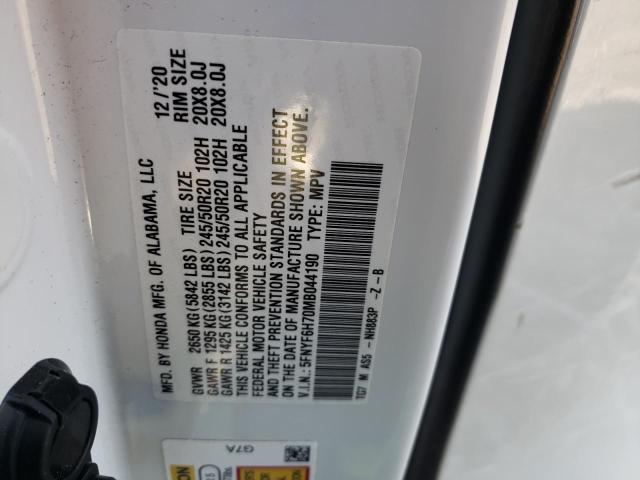 MFD. BY HONDA MFG. OF ALABAMA, LLC 12/'20
GVWR 2650 KG (5842 LBS) TIRE SIZE RIM SIZE
GAWR F 1295 KG (2855 LBS) 245/50R20 102H 20X8.0J
GAWR R 1425 KG (3142 LBS) 245/50R20 102H 20X8.0J
THIS VEHICLE CONFORMS TO ALL APPLICABLE
FEDERAL MOTOR VEHICLE SAFETY
AND THEFT PREVENTION STANDARDS IN EFFECT
ON THE DATE OF MANUFACTURE SHOWN ABOVE.
V.I.N.: 5FNYF6H70MB044190 TYPE: MPV
TG7 M AS5 -NH883P -Z -B
G7A